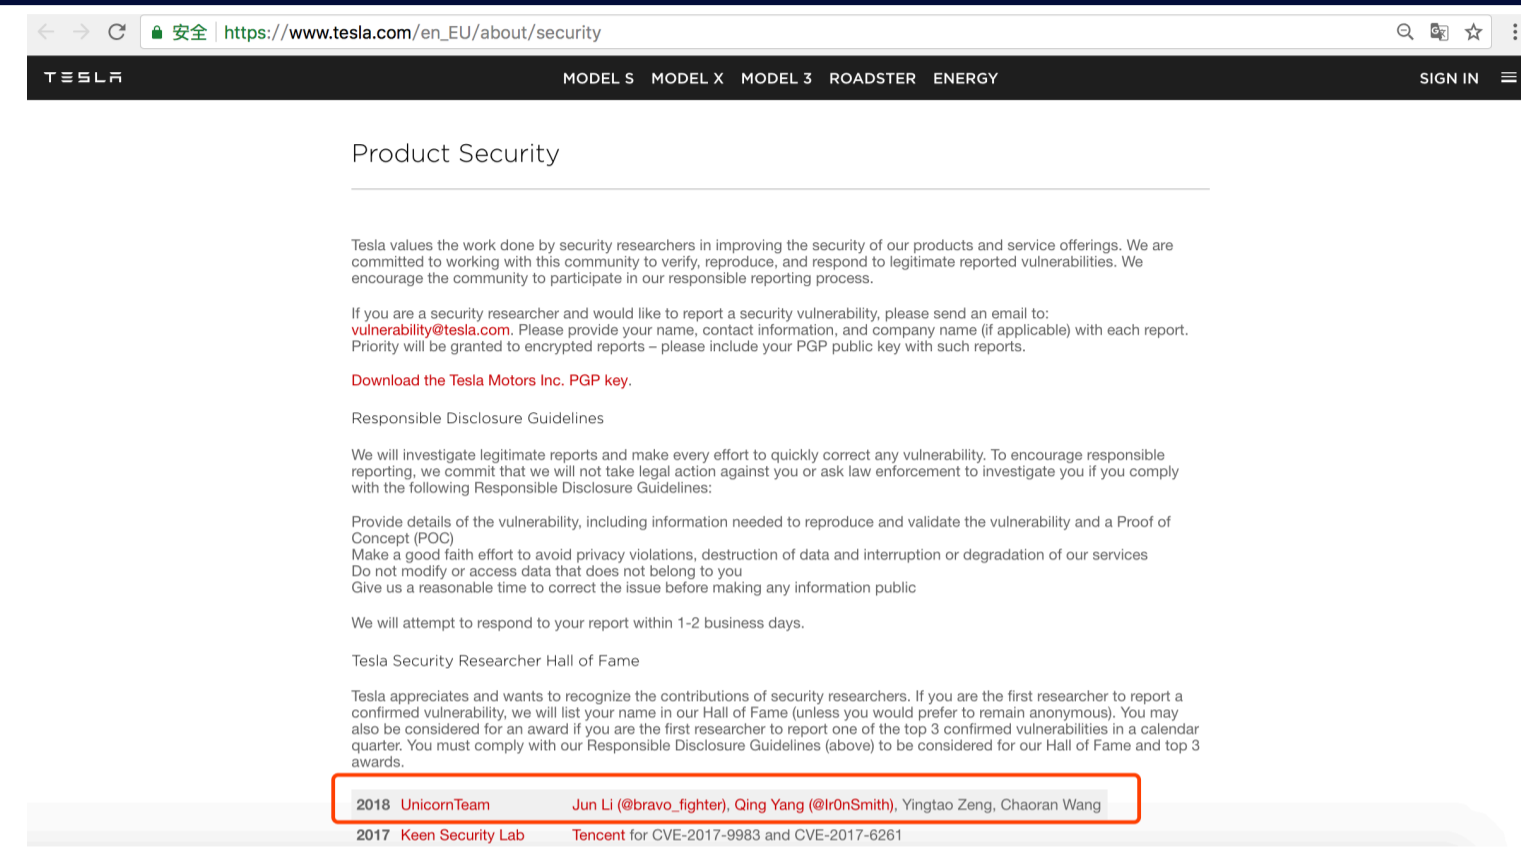 安全 https://www.tesla.com/en_EU/about/security
TESLA MODEL S MODEL X MODEL 3 ROADSTER ENERGY SIGN IN
Product Security
Tesla values the work done by security researchers in improving the security of our products and service offerings. We are
committed to working with this community to verify, reproduce, and respond to legitimate reported vulnerabilities. We
encourage the community to participate in our responsible reporting process.
If you are a security researcher and would like to report a security vulnerability, please send an email to:
vulnerability@tesla.com. Please provide your name, contact information, and company name (if applicable) with each report.
Priority will be granted to encrypted reports – please include your PGP public key with such reports.
Download the Tesla Motors Inc. PGP key.
Responsible Disclosure Guidelines
We will investigate legitimate reports and make every effort to quickly correct any vulnerability. To encourage responsible
reporting, we commit that we will not take legal action against you or ask law enforcement to investigate you if you comply
with the following Responsible Disclosure Guidelines:
Provide details of the vulnerability, including information needed to reproduce and validate the vulnerability and a Proof of
Concept (POC)
Make a good faith effort to avoid privacy violations, destruction of data and interruption or degradation of our services
Do not modify or access data that does not belong to you
Give us a reasonable time to correct the issue before making any information public
We will attempt to respond to your report within 1-2 business days.
Tesla Security Researcher Hall of Fame
Tesla appreciates and wants to recognize the contributions of security researchers. If you are the first researcher to report a
confirmed vulnerability, we will list your name in our Hall of Fame (unless you would prefer to remain anonymous). You may
also be considered for an award if you are the first researcher to report one of the top 3 confirmed vulnerabilities in a calendar
quarter. You must comply with our Responsible Disclosure Guidelines (above) to be considered for our Hall of Fame and top 3
awards.
2018 UnicornTeam Jun Li (@bravo_fighter), Qing Yang (@Ir0nSmith), Yingtao Zeng, Chaoran Wang
2017 Keen Security Lab Tencent for CVE-2017-9983 and CVE-2017-6261